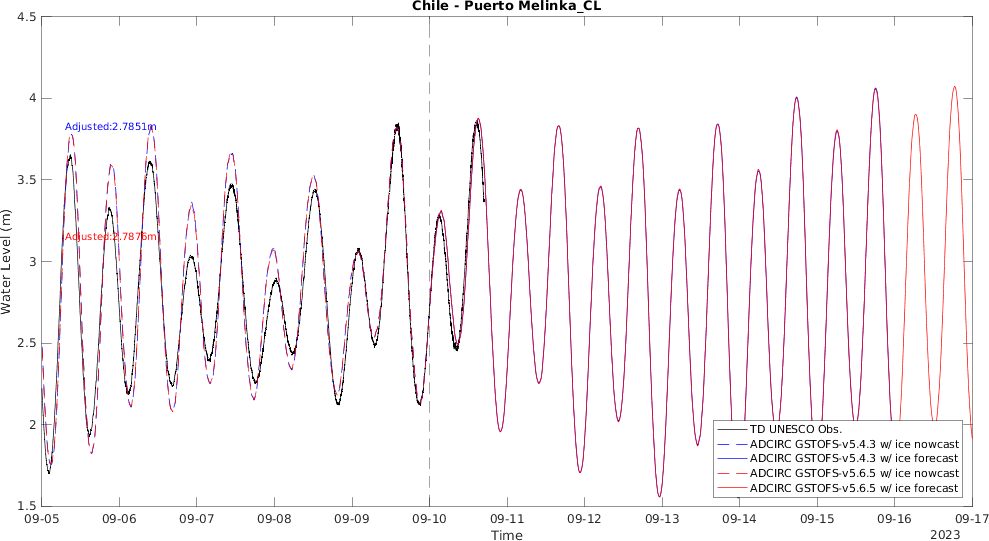 Chile - Puerto Melinka_CL
4.5
4
3.5
3
2.5
2
1.5
Water Level (m)
Adjusted:2.7851m
Adjusted:2.7876m
TD UNESCO Obs.
ADCIRC GSTOFS-v5.4.3 w/ ice nowcast
ADCIRC GSTOFS-v5.4.3 w/ ice forecast
ADCIRC GSTOFS-v5.6.5 w/ ice nowcast
ADCIRC GSTOFS-v5.6.5 w/ ice forecast
09-05 09-06 09-07 09-08 09-09 09-10 09-11 09-12 09-13 09-14 09-15 09-16 09-17
Time
2023